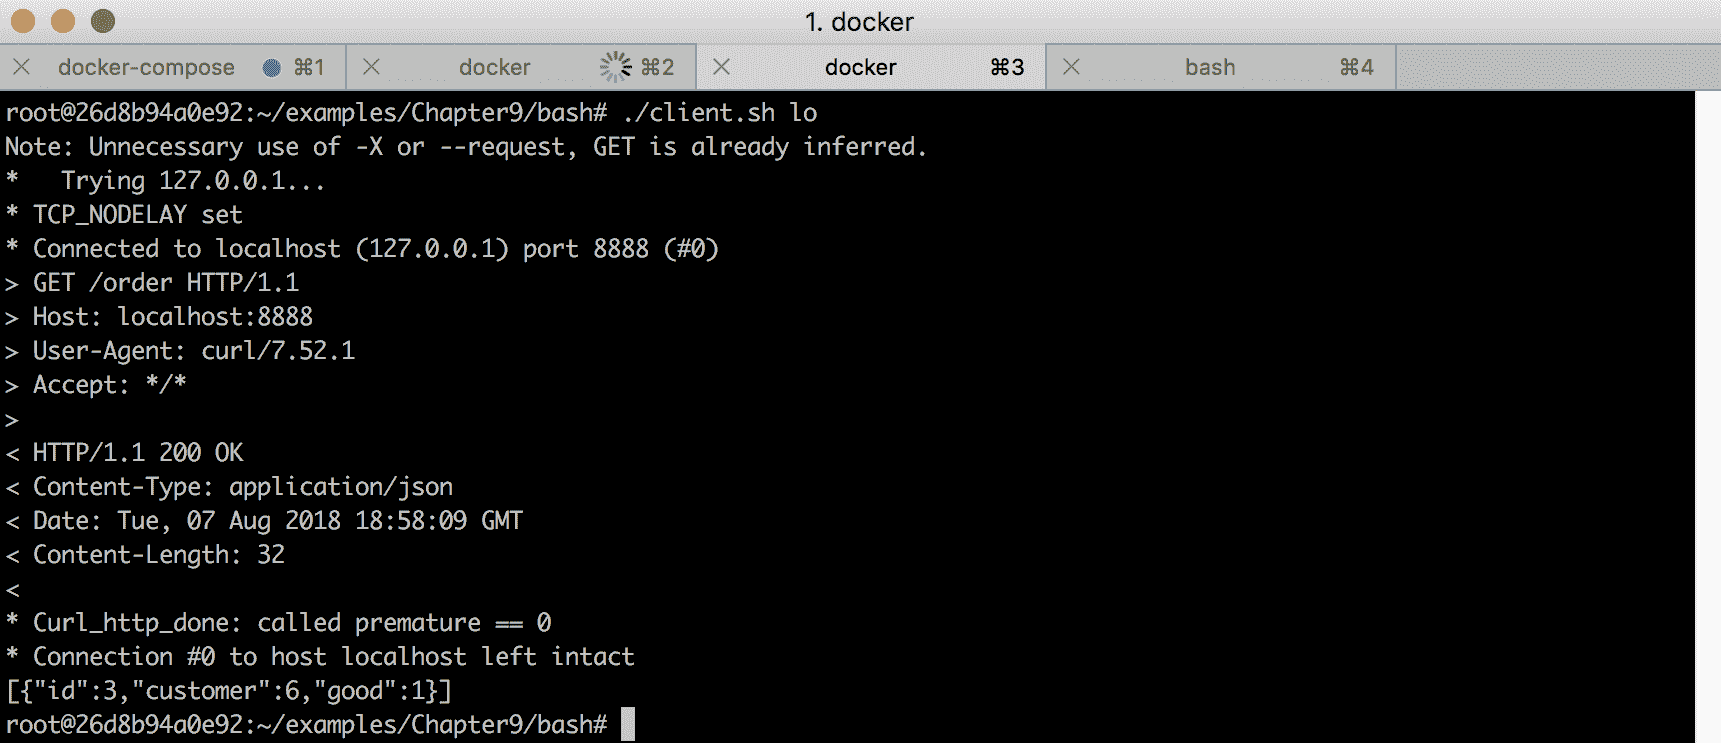 1. docker
docker-compose ⌘1 docker ⌘2 docker ⌘3 bash ⌘4
root@26d8b94a0e92:~/examples/Chapter9/bash# ./client.sh lo
Note: Unnecessary use of -X or --request, GET is already inferred.
*   Trying 127.0.0.1...
* TCP_NODELAY set
* Connected to localhost (127.0.0.1) port 8888 (#0)
> GET /order HTTP/1.1
> Host: localhost:8888
> User-Agent: curl/7.52.1
> Accept: */*
>
< HTTP/1.1 200 OK
< Content-Type: application/json
< Date: Tue, 07 Aug 2018 18:58:09 GMT
< Content-Length: 32
<
* Curl_http_done: called premature == 0
* Connection #0 to host localhost left intact
[{"id":3,"customer":6,"good":1}]
root@26d8b94a0e92:~/examples/Chapter9/bash#